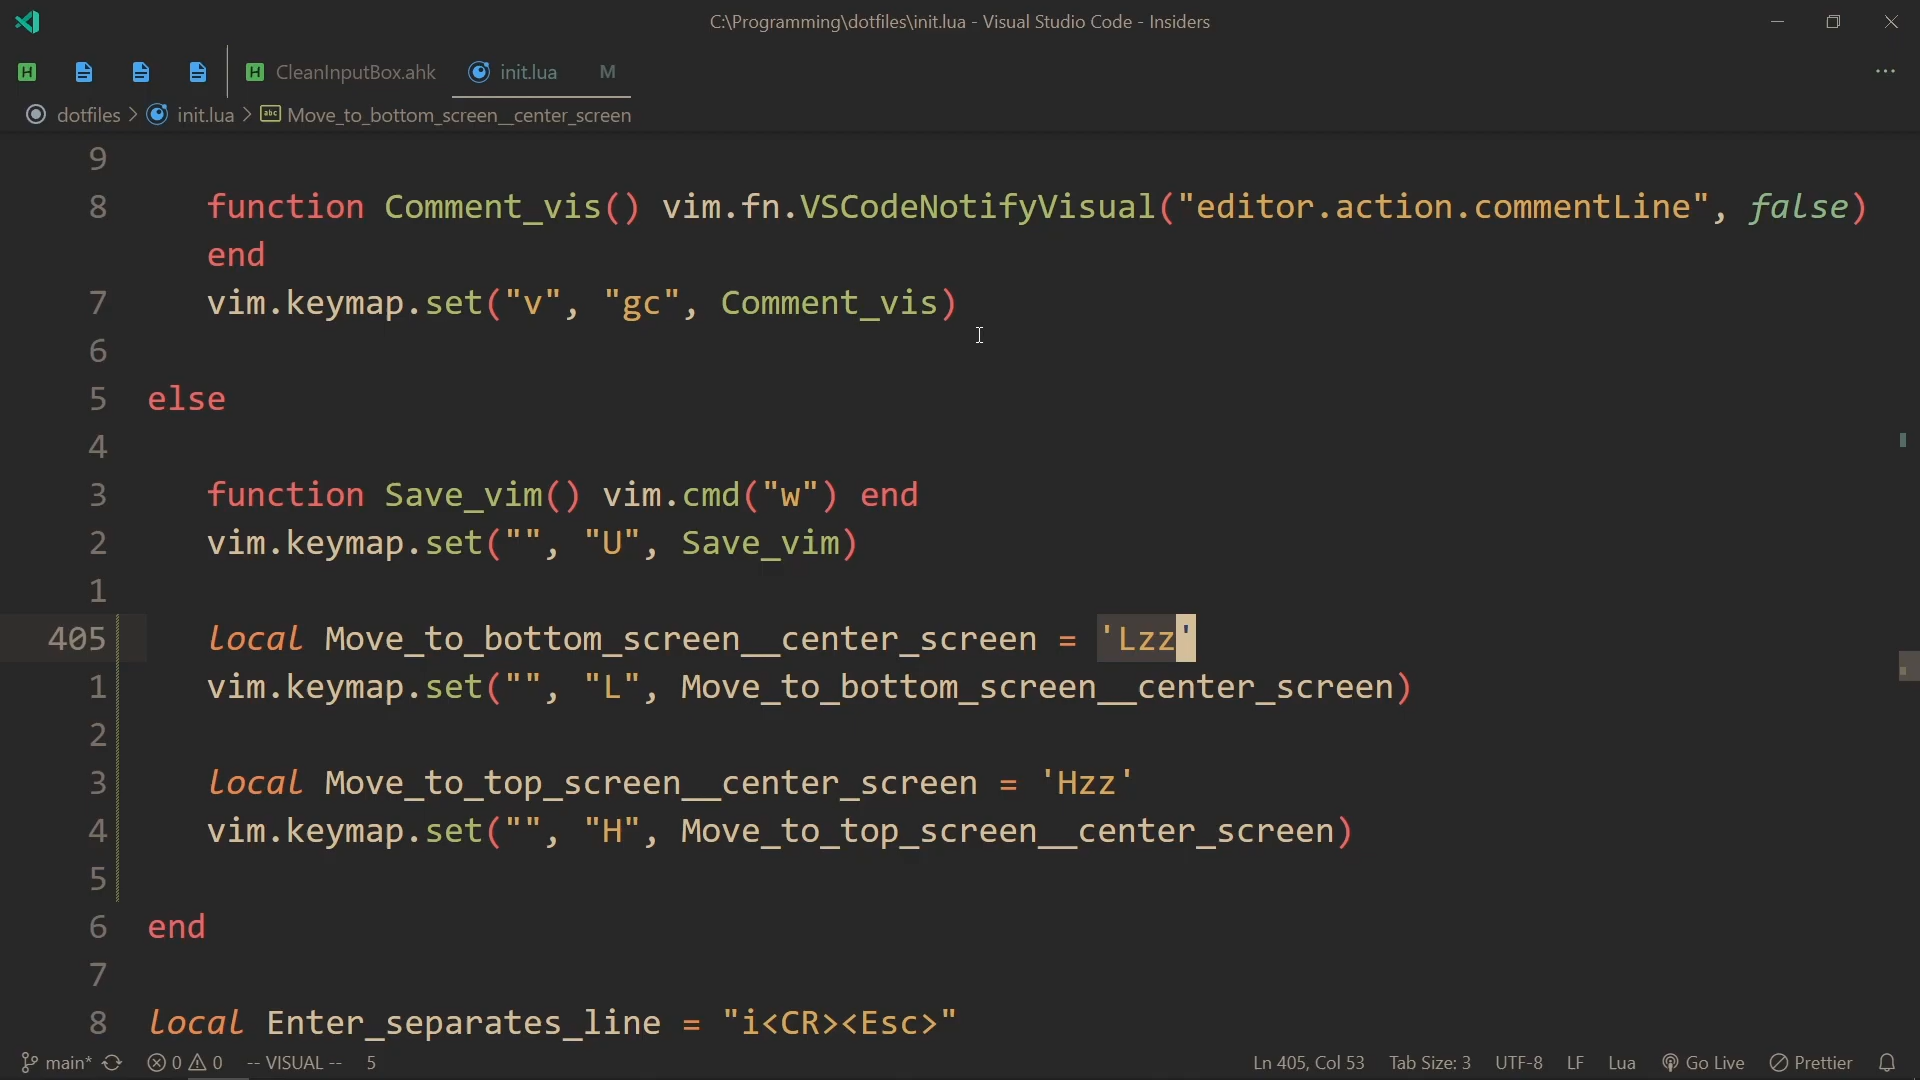 C:\Programming\dotfiles\init.lua - Visual Studio Code - Insiders
H H CleanInputBox.ahk init.lua M ···
dotfiles > init.lua > abc Move_to_bottom_screen__center_screen
9
8 function Comment_vis() vim.fn.VSCodeNotifyVisual("editor.action.commentLine", false)
end
7 vim.keymap.set("v", "gc", Comment_vis)
6
5 else
4
3 function Save_vim() vim.cmd("w") end
2 vim.keymap.set("", "U", Save_vim)
1
405 local Move_to_bottom_screen__center_screen = 'Lzz'
1 vim.keymap.set("", "L", Move_to_bottom_screen__center_screen)
2
3 local Move_to_top_screen__center_screen = 'Hzz'
4 vim.keymap.set("", "H", Move_to_top_screen__center_screen)
5
6 end
7
8 local Enter_separates_line = "i<CR><Esc>"
main* 0 0 -- VISUAL -- 5 Ln 405, Col 53 Tab Size: 3 UTF-8 LF Lua Go Live Prettier